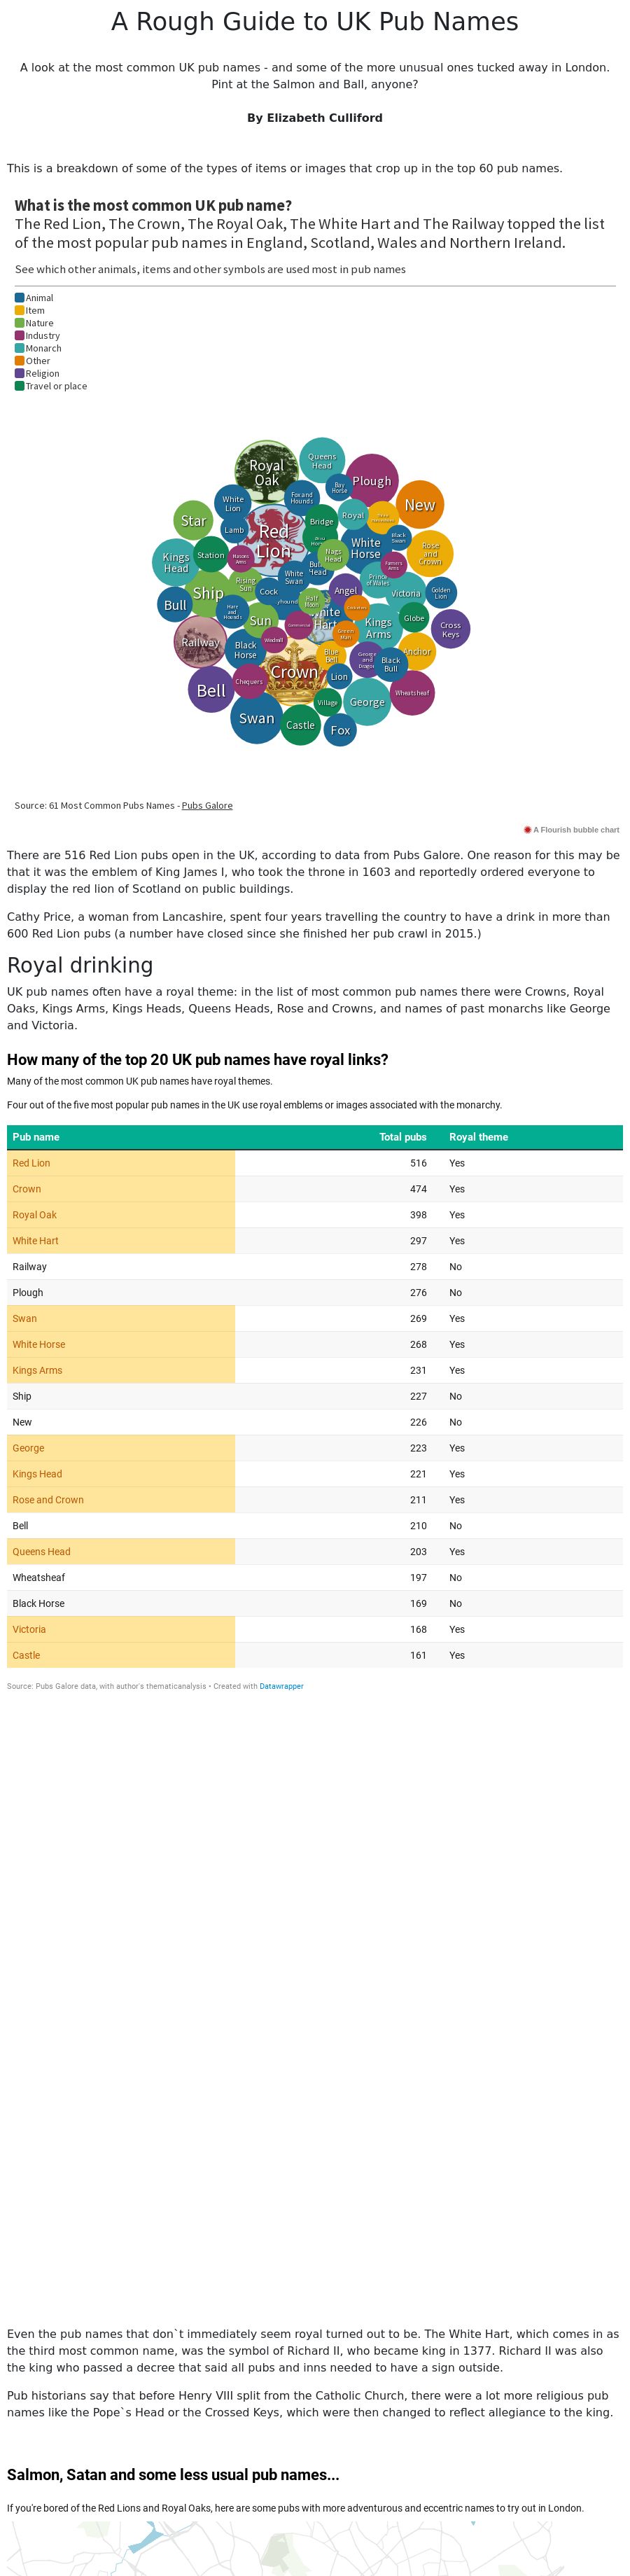 A Rough Guide to UK Pub Names
A look at the most common UK pub names - and some of the more unusual ones tucked away in London.
Pint at the Salmon and Ball, anyone?
By Elizabeth Culliford
This is a breakdown of some of the types of items or images that crop up in the top 60 pub names.
What is the most common UK pub name?
The Red Lion, The Crown, The Royal Oak, The White Hart and The Railway topped the list
of the most popular pub names in England, Scotland, Wales and Northern Ireland.
See which other animals, items and other symbols are used most in pub names
Animal
Item
Nature
Industry
Monarch
Other
Religion
Travel or place
Queens
Head
Royal
Oak
Plough
Bay
Horse
Fox and
Hounds
New
White
Lion
Royal
Star
Bridge
Lamb
Red
Lion
Black
Swan
White
Horse
Rose
and
Crown
Nags
Head
Station
Masons
Arms
Kings
Head
Farmers
Arms
Bulls
Head
White
Swan
Prince
of Wales
Rising
Sun
Angel
Cock
Ship
Victoria
Golden
Lion
Half
Moon
Bull
Hare
and
Hounds
White
Hart
Globe
Sun
Kings
Arms
Cross
Keys
Green
Man
Windmill
Railway
Black
Horse
Blue
Bell
Anchor
George
and
Dragon
Black
Bull
Crown
Lion
Chequers
Bell
Wheatsheaf
Village
George
Swan
Castle
Fox
Source: 61 Most Common Pubs Names - Pubs Galore
A Flourish bubble chart
There are 516 Red Lion pubs open in the UK, according to data from Pubs Galore. One reason for this may be
that it was the emblem of King James I, who took the throne in 1603 and reportedly ordered everyone to
display the red lion of Scotland on public buildings.
Cathy Price, a woman from Lancashire, spent four years travelling the country to have a drink in more than
600 Red Lion pubs (a number have closed since she finished her pub crawl in 2015.)
Royal drinking
UK pub names often have a royal theme: in the list of most common pub names there were Crowns, Royal
Oaks, Kings Arms, Kings Heads, Queens Heads, Rose and Crowns, and names of past monarchs like George
and Victoria.
How many of the top 20 UK pub names have royal links?
Many of the most common UK pub names have royal themes.
Four out of the five most popular pub names in the UK use royal emblems or images associated with the monarchy.
Pub name Total pubs Royal theme
Red Lion 516 Yes
Crown 474 Yes
Royal Oak 398 Yes
White Hart 297 Yes
Railway 278 No
Plough 276 No
Swan 269 Yes
White Horse 268 Yes
Kings Arms 231 Yes
Ship 227 No
New 226 No
George 223 Yes
Kings Head 221 Yes
Rose and Crown 211 Yes
Bell 210 No
Queens Head 203 Yes
Wheatsheaf 197 No
Black Horse 169 No
Victoria 168 Yes
Castle 161 Yes
Source: Pubs Galore data, with author's thematicanalysis • Created with Datawrapper
Even the pub names that don`t immediately seem royal turned out to be. The White Hart, which comes in as
the third most common name, was the symbol of Richard II, who became king in 1377. Richard II was also
the king who passed a decree that said all pubs and inns needed to have a sign outside.
Pub historians say that before Henry VIII split from the Catholic Church, there were a lot more religious pub
names like the Pope`s Head or the Crossed Keys, which were then changed to reflect allegiance to the king.
Salmon, Satan and some less usual pub names...
If you're bored of the Red Lions and Royal Oaks, here are some pubs with more adventurous and eccentric names to try out in London.